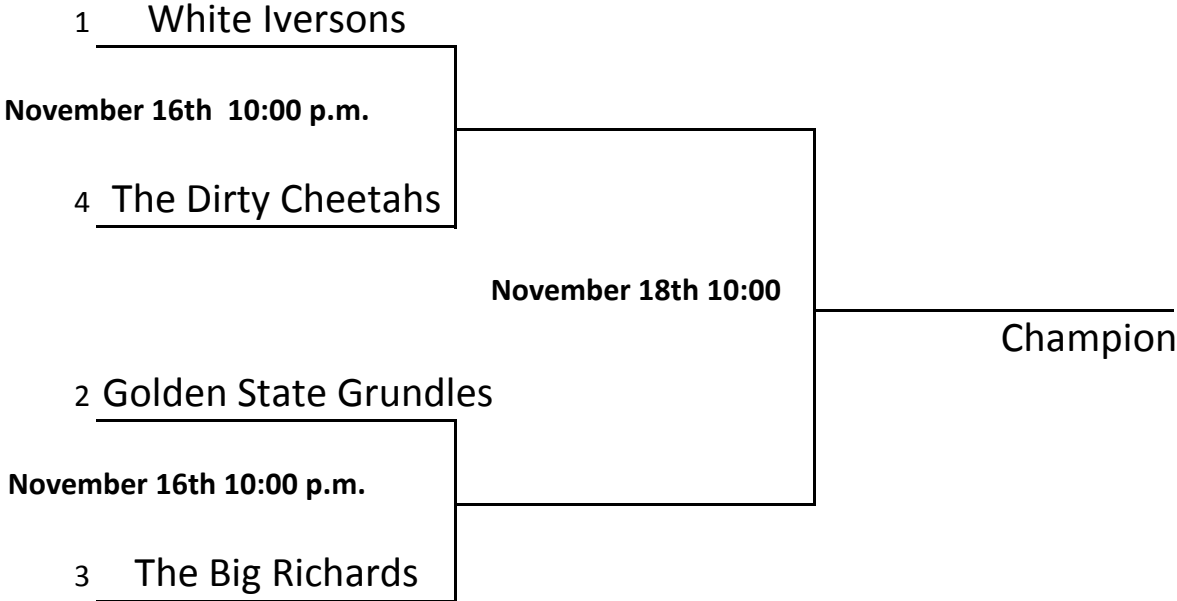 1 White Iversons
November 16th 10:00 p.m.
4 The Dirty Cheetahs
November 18th 10:00
Champion
2 Golden State Grundles
November 16th 10:00 p.m.
3 The Big Richards